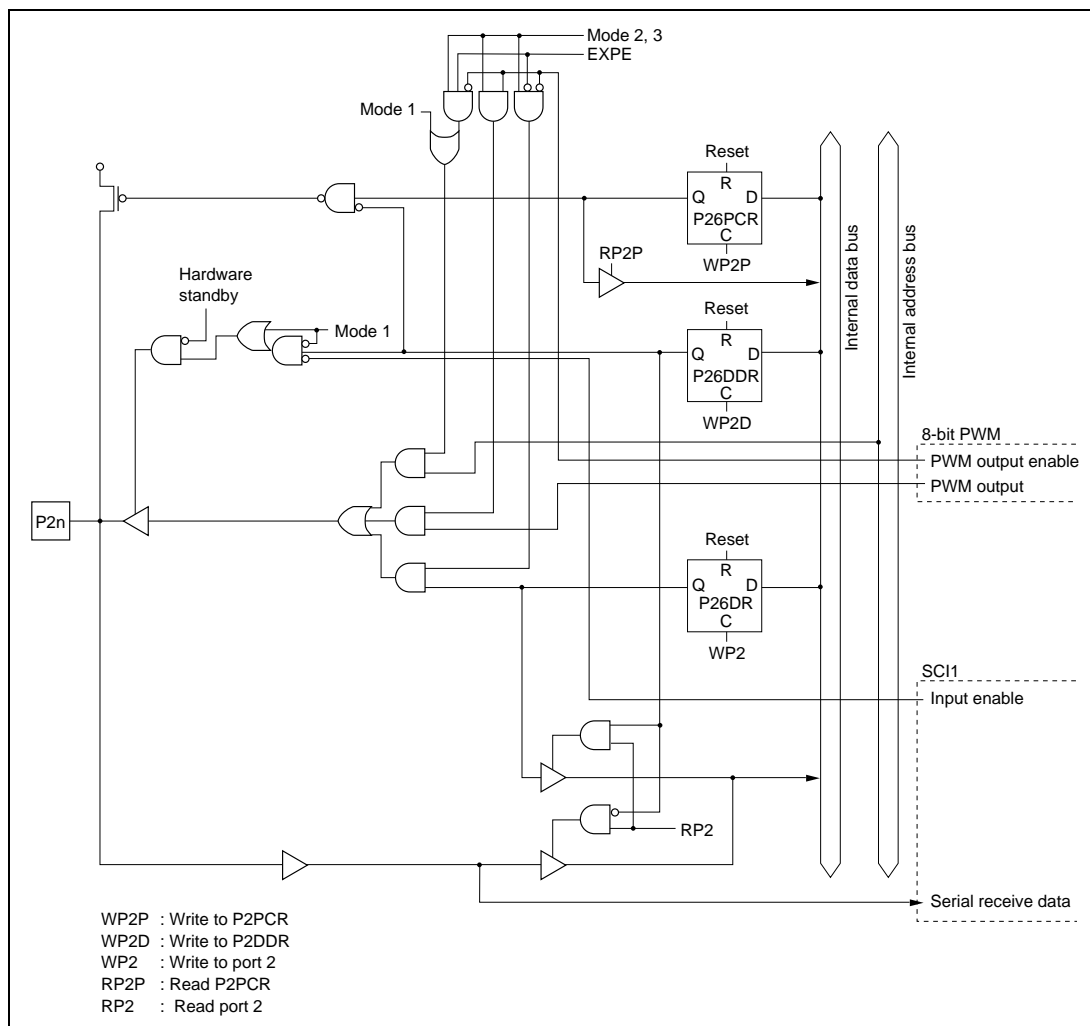 Mode 2, 3
EXPE
Mode 1
Reset
R
Q
D
P26PCR
C
WP2P
RP2P
Hardware
standby
Mode 1
Reset
R
Q
D
P26DDR
C
WP2D
Internal data bus
Internal address bus
8-bit PWM
PWM output enable
PWM output
P2n
Reset
R
Q
D
P26DR
C
WP2
SCI1
Input enable
RP2
Serial receive data
WP2P : Write to P2PCR
WP2D : Write to P2DDR
WP2 : Write to port 2
RP2P : Read P2PCR
RP2 : Read port 2